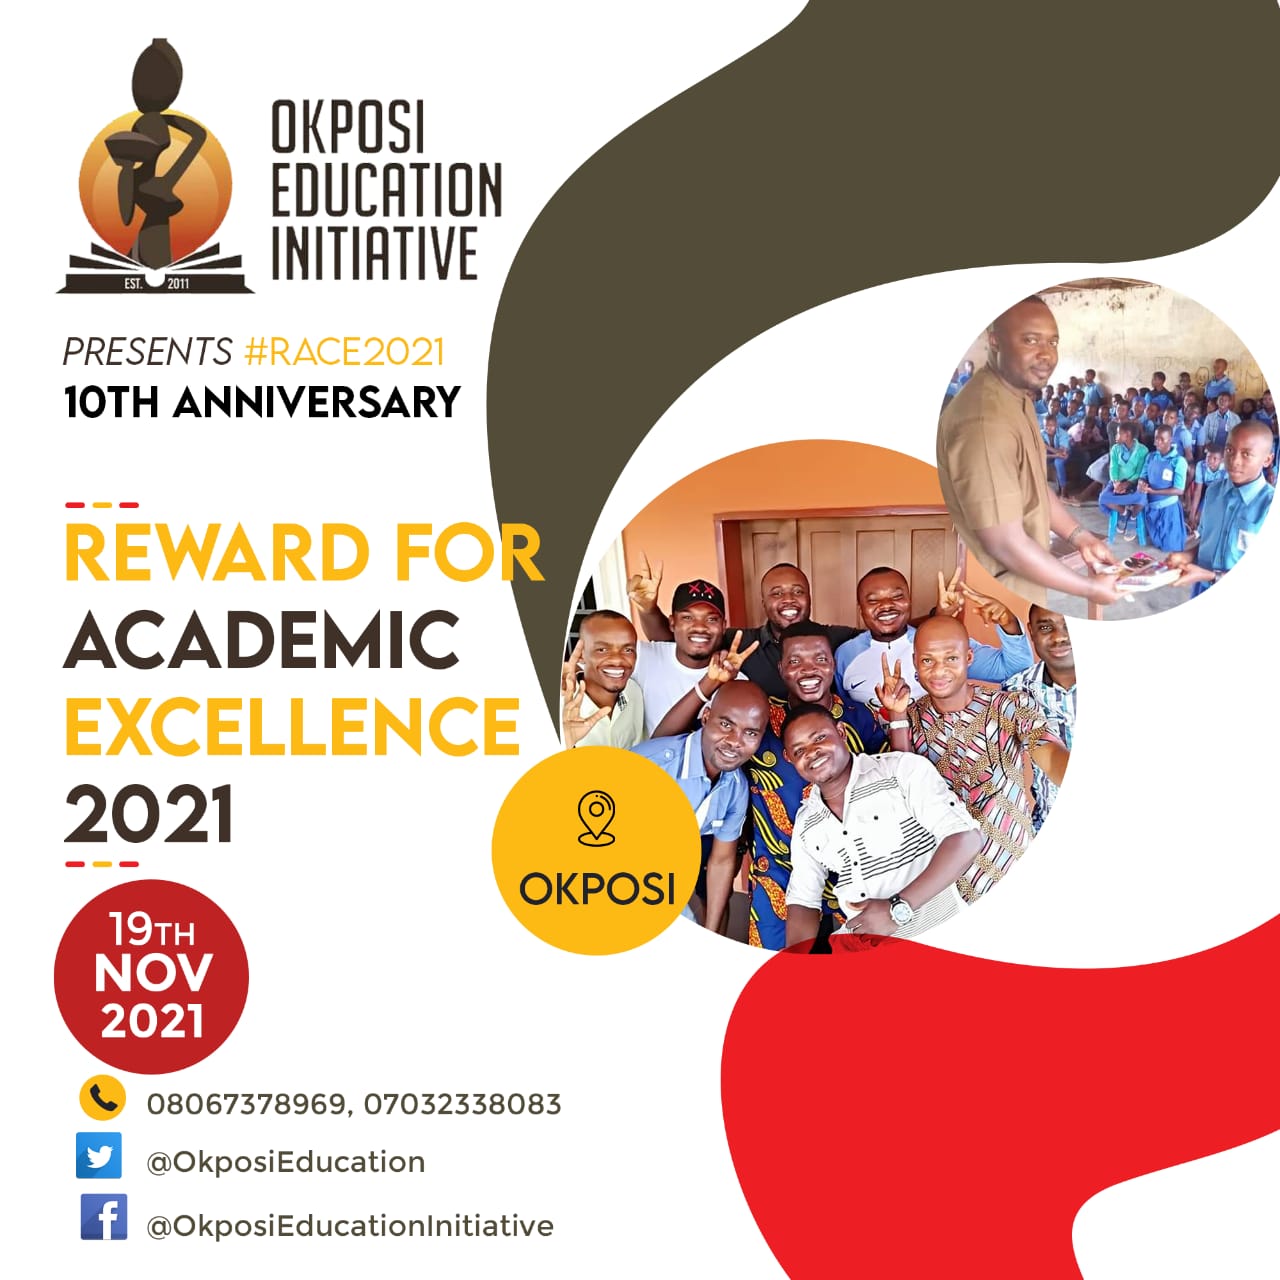 OKPOSI
EDUCATION
INITIATIVE
EST. 2011
PRESENTS #RACE2021
10TH ANNIVERSARY
REWARD FOR
ACADEMIC
EXCELLENCE
2021
OKPOSI
19TH
NOV
2021
08067378969, 07032338083
@OkposiEducation
@OkposiEducationInitiative